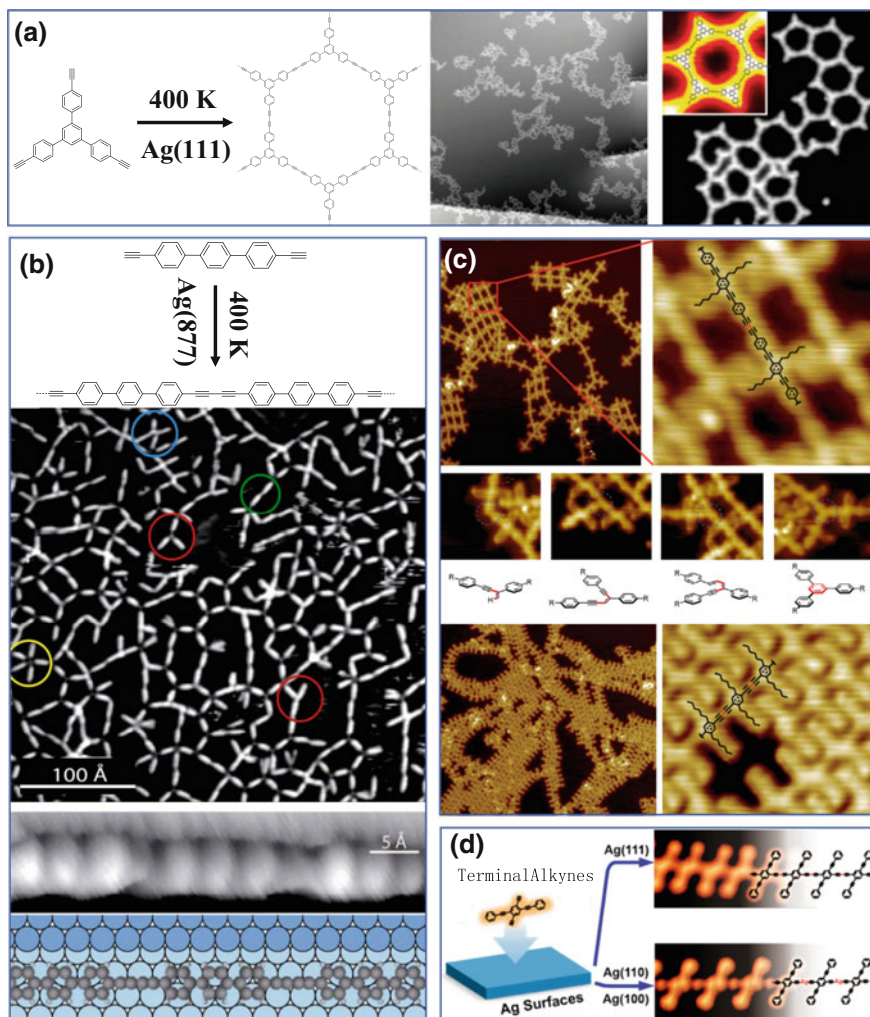 (a)
400 K
Ag(111)
(b)
400 K
Ag(877)
100 Å
5 Å
(c)
R
R
H
R
R
R
R
R
R
R
R
R
(d)
TerminalAlkynes
Ag Surfaces
Ag(111)
Ag(110)
Ag(100)